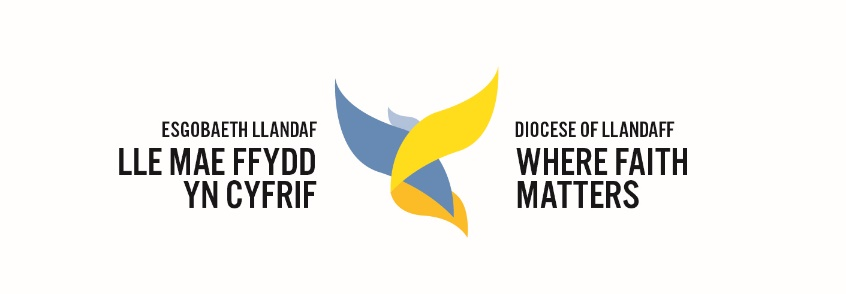 ESGOBAETH LLANDAF
LLE MAE FFYDD
YN CYFRIF
DIOCESE OF LLANDAFF
WHERE FAITH
MATTERS